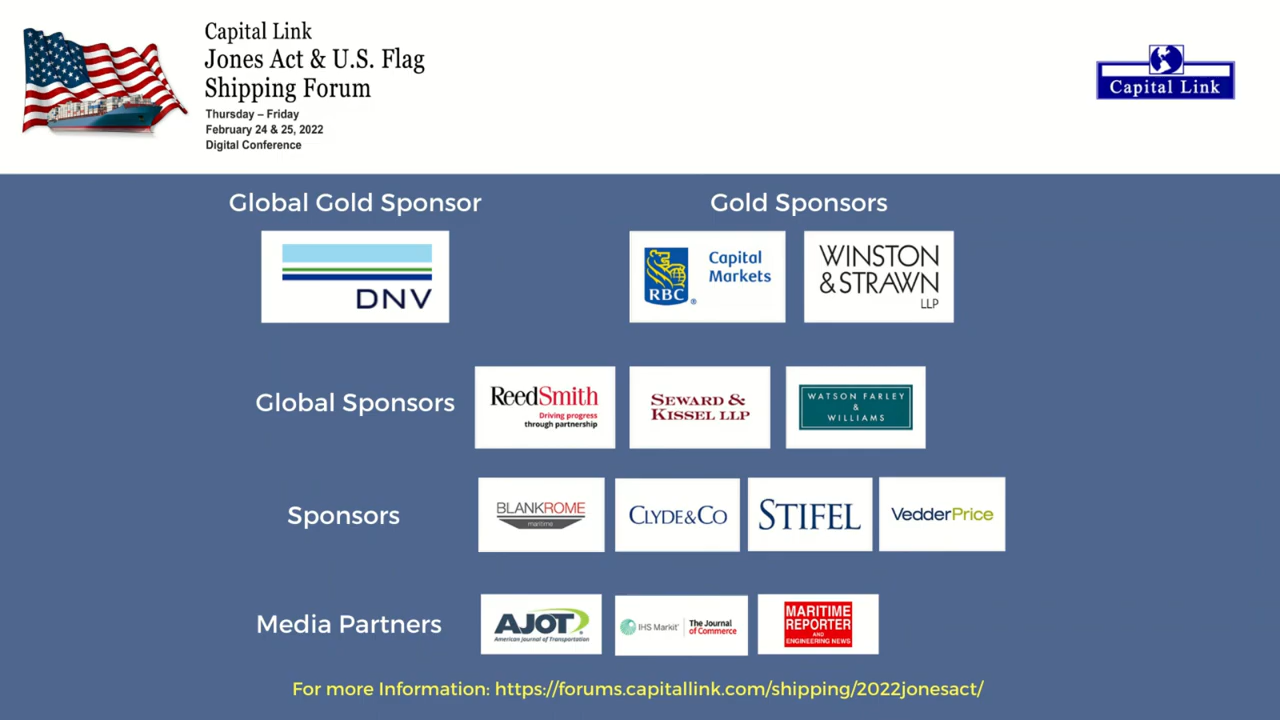 Capital Link
Jones Act & U.S. Flag
Shipping Forum
Thursday – Friday
February 24 & 25, 2022
Digital Conference
Capital Link
Global Gold Sponsor
DNV
Gold Sponsors
RBC ®
Capital
Markets
WINSTON
& STRAWN
LLP
Global Sponsors
ReedSmith
Driving progress
through partnership
SEWARD &
KISSEL LLP
WATSON FARLEY
&
WILLIAMS
Sponsors
BLANKROME
maritime
CLYDE&CO
STIFEL
VedderPrice
Media Partners
AJOT
American Journal of Transportation
IHS Markit®
The Journal
of Commerce
MARITIME
REPORTER
AND
ENGINEERING NEWS
For more Information: https://forums.capitallink.com/shipping/2022jonesact/